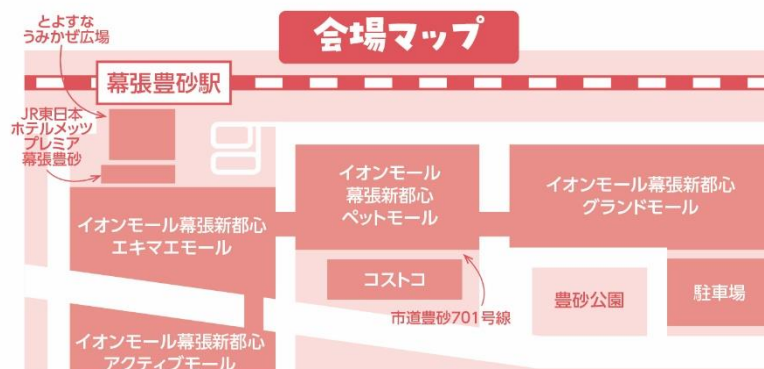 会場マップ
とよすな
うみかぜ広場
幕張豊砂駅
JR東日本
ホテルメッツ
プレミア
幕張豊砂
イオンモール幕張新都心
エキマエモール
イオンモール
幕張新都心
ペットモール
イオンモール幕張新都心
グランドモール
コストコ
市道豊砂701号線
豊砂公園
駐車場
イオンモール幕張新都心
アクティブモール